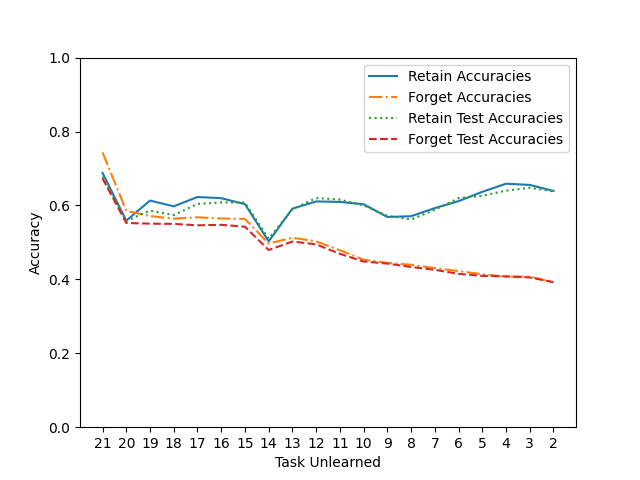 Retain Accuracies
Forget Accuracies
Retain Test Accuracies
Forget Test Accuracies
1.0
0.8
0.6
0.4
0.2
0.0
Accuracy
21 20 19 18 17 16 15 14 13 12 11 10 9 8 7 6 5 4 3 2
Task Unlearned